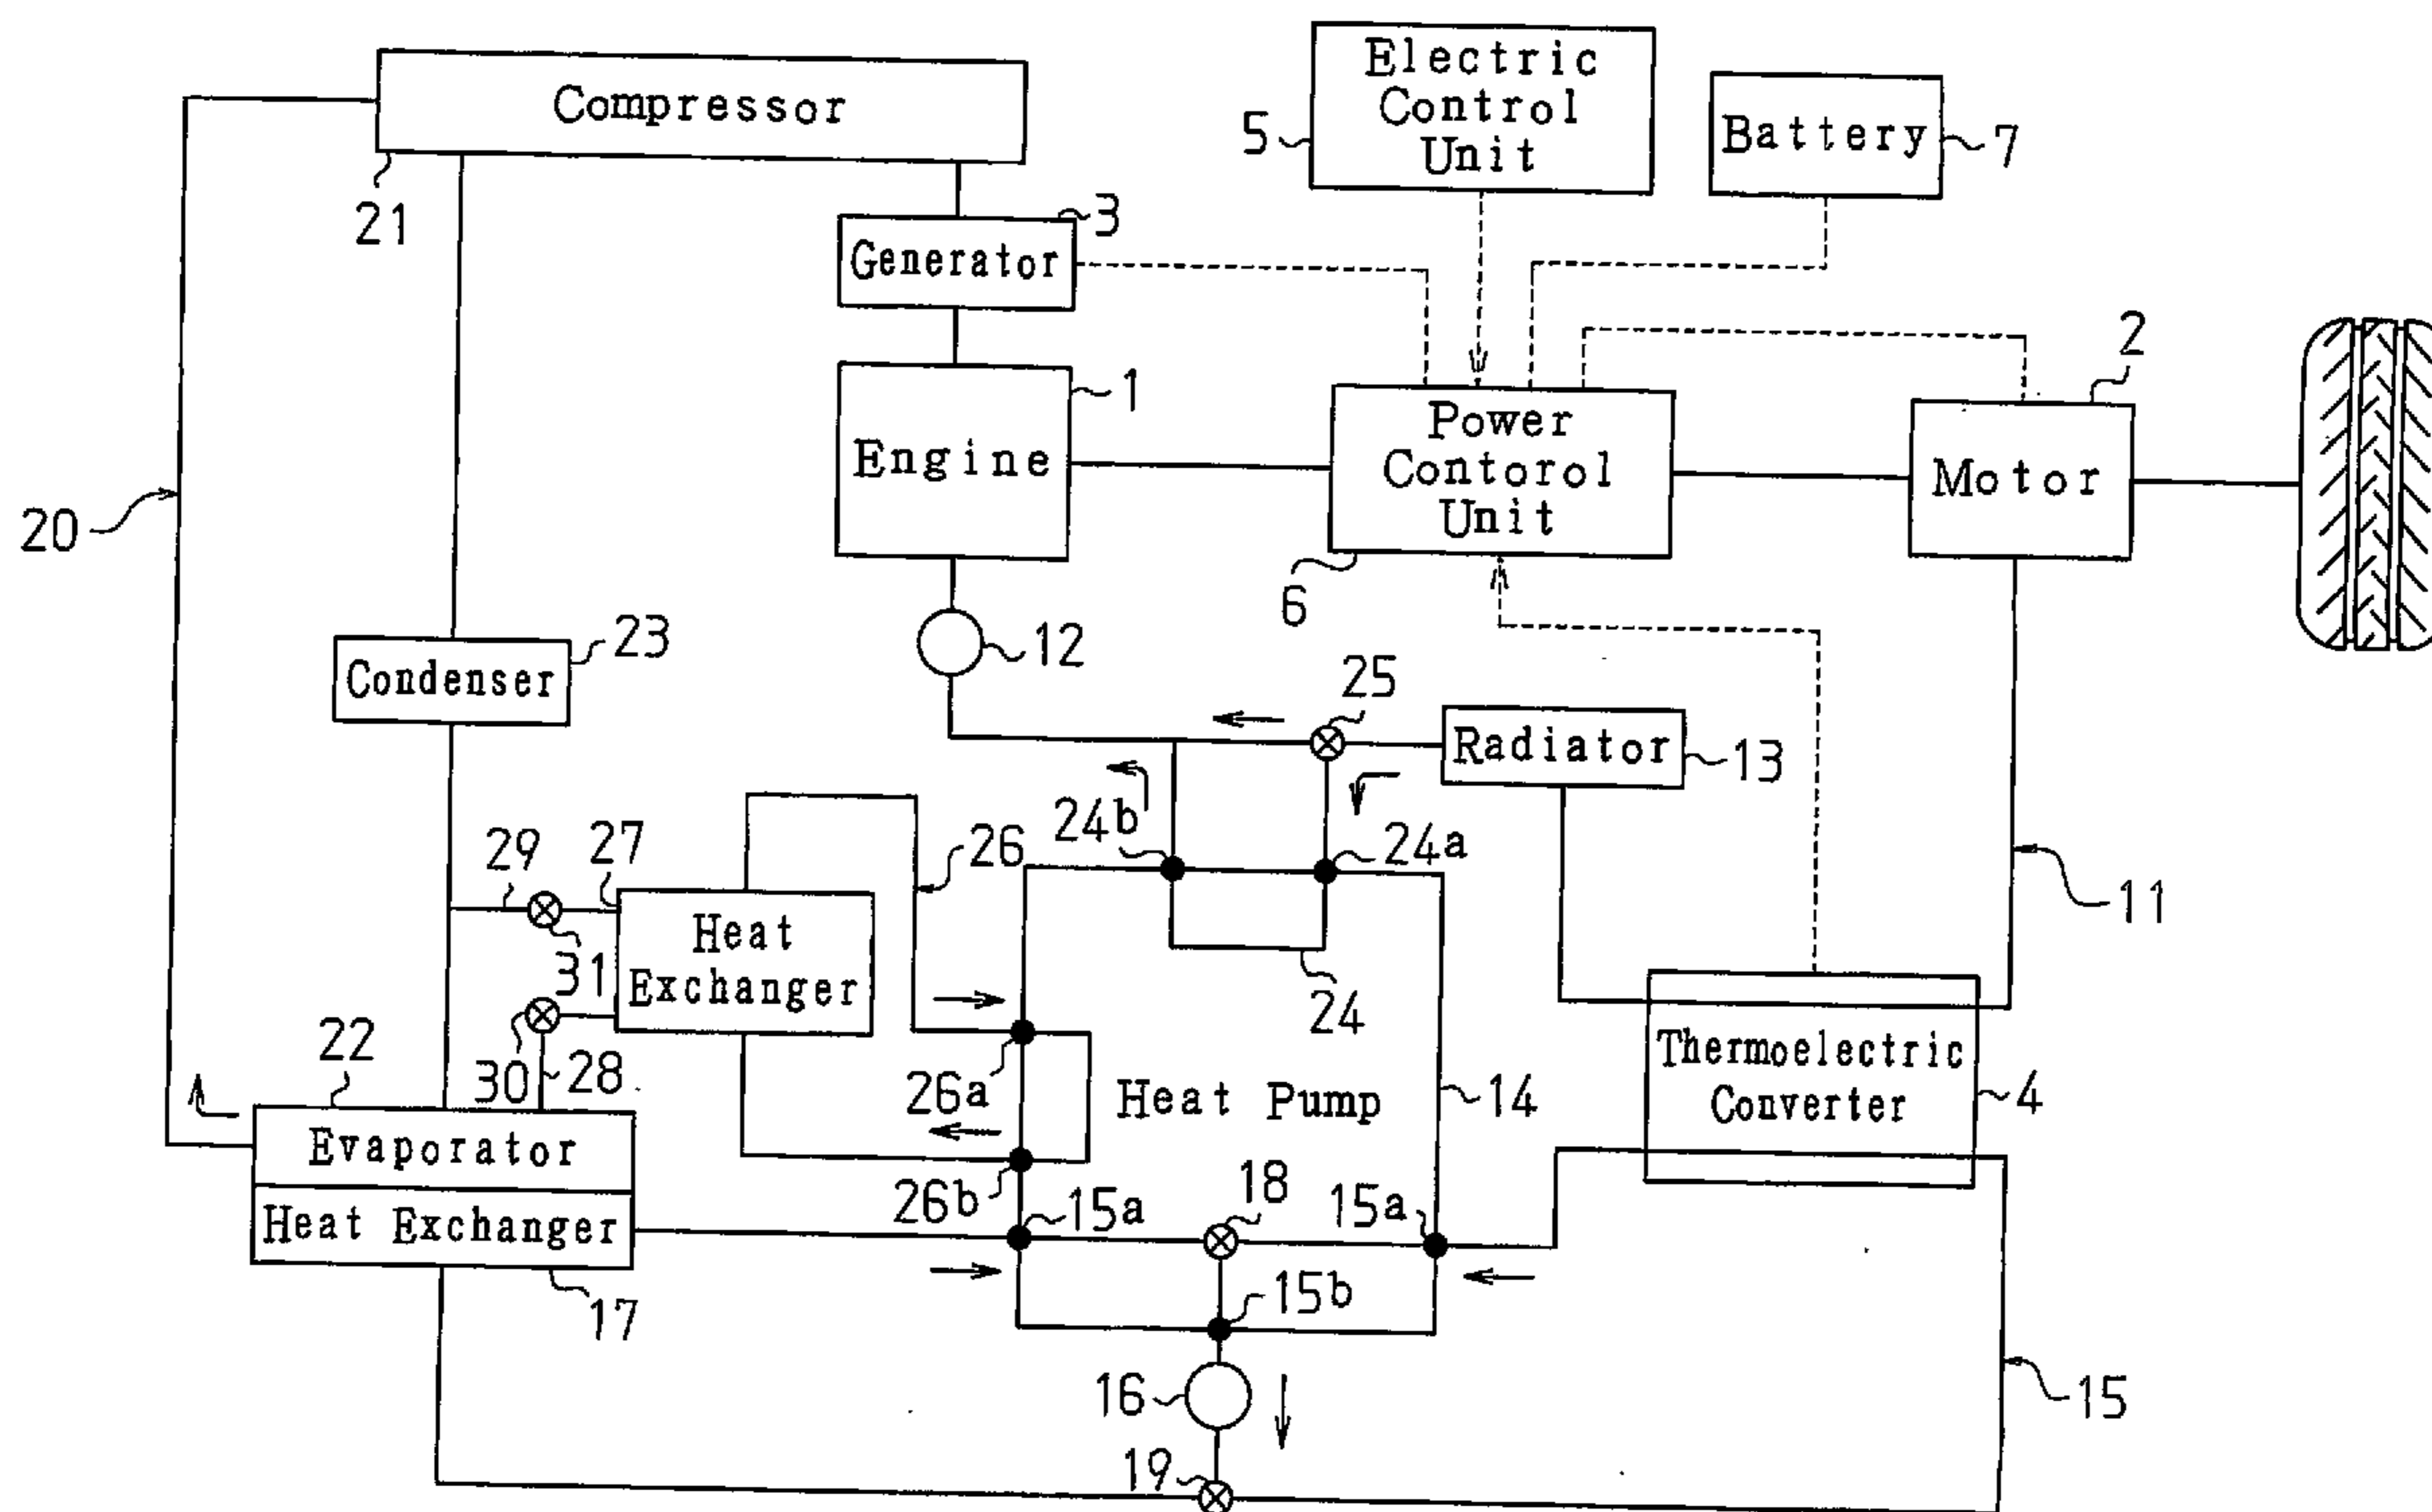 Compressor
21
Electric
Control
Unit
5
Battery
7
3
Generator
1
Engine
Power
Contorol
Unit
6
2
Motor
20
12
23
Condenser
25
Radiator
13
24b
24a
24
11
29
27
26
31
Heat
Exchanger
30
28
22
26a
26b
Heat Pump
14
Thermoelectric
Converter
4
Evaporator
Heat Exchanger
17
15a
18
15a
15b
16
15
19